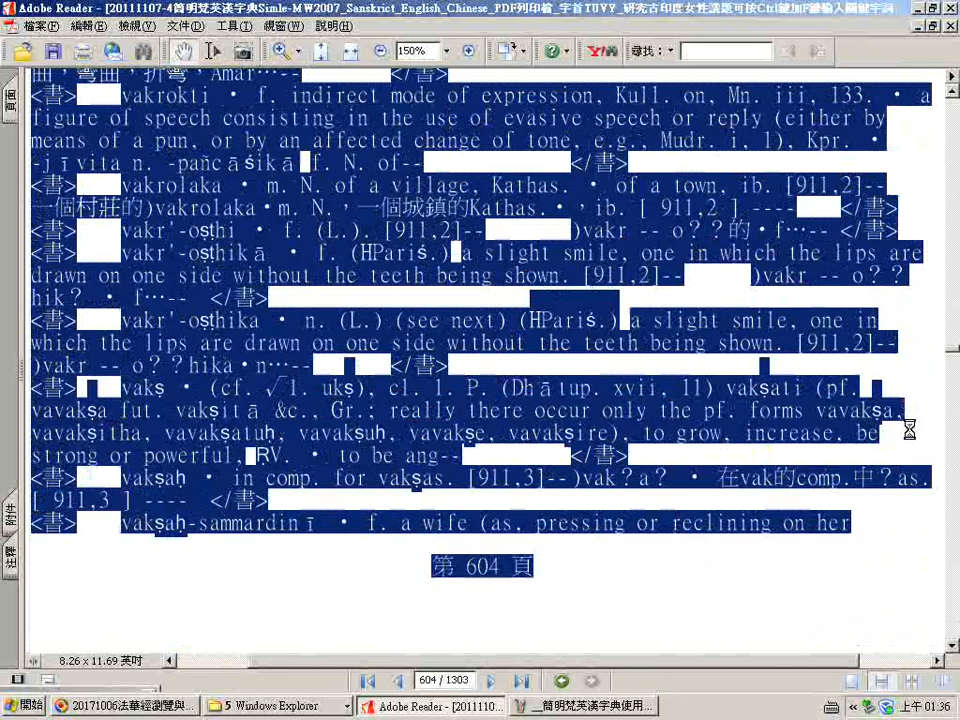 Adobe Reader - [20111107-4簡明梵英漢字典Simle-MW2007_Sanskrict_English_Chinese_PDF列印檔_字首TUVY_研究古印度女性議題可按Ctrl鍵加F鍵輸入關鍵字詞
檔案(F) 編輯(E) 檢視(V) 文件(D) 工具(T) 視窗(W) 說明(H)
150% 尋找：
頁面
曲，彎曲，折彎，Amar…-- </書>
<書> vakrokti • f. indirect mode of expression, Kull. on, Mn. iii, 133. • a
figure of speech consisting in the use of evasive speech or reply (either by
means of a pun, or by an affected change of tone, e.g., Mudr. i, 1), Kpr. •
-jīvita n. -pañcāśikā f. N. of-- </書>
<書> vakrolaka • m. N. of a village, Kathas. • of a town, ib. [911,2]--
一個村莊的)vakrolaka•m. N.，一個城鎮的Kathas.•，ib. [ 911,2 ] ---- </書>
<書> vakr'-oṣṭhi • f. (L.). [911,2]-- )vakr -- o？？的•f…-- </書>
<書> vakr'-oṣṭhikā • f. (HPariś.) a slight smile, one in which the lips are
drawn on one side without the teeth being shown. [911,2]-- )vakr -- o？？
hik？•f…-- </書>
<書> vakr'-oṣṭhika • n. (L.) (see next) (HPariś.) a slight smile, one in
which the lips are drawn on one side without the teeth being shown. [911,2]--
)vakr -- o？？hika•n…-- </書>
<書> vakṣ • (cf. √1. ukṣ), cl. 1. P. (Dhātup. xvii, 11) vakṣati (pf.
vavakṣa fut. vakṣitā &c., Gr.; really there occur only the pf. forms vavakṣa,
vavakṣitha, vavakṣatuḥ, vavakṣuḥ, vavakṣe, vavakṣire), to grow, increase, be
strong or powerful, ṚV. • to be ang-- </書>
<書> vakṣaḥ • in comp. for vakṣas. [911,3]--)vak？a？ • 在vak的comp.中？as.
[ 911,3 ] ---- </書>
<書> vakṣaḥ-sammardinī • f. a wife (as, pressing or reclining on her
附件
注釋
第 604 頁
8.26 x 11.69 英吋
604 / 1303
開始 20171006法華經瀏覽與... 5 Windows Explorer Adobe Reader - [2011110... __簡明梵英漢字典使用... 上午 01:36